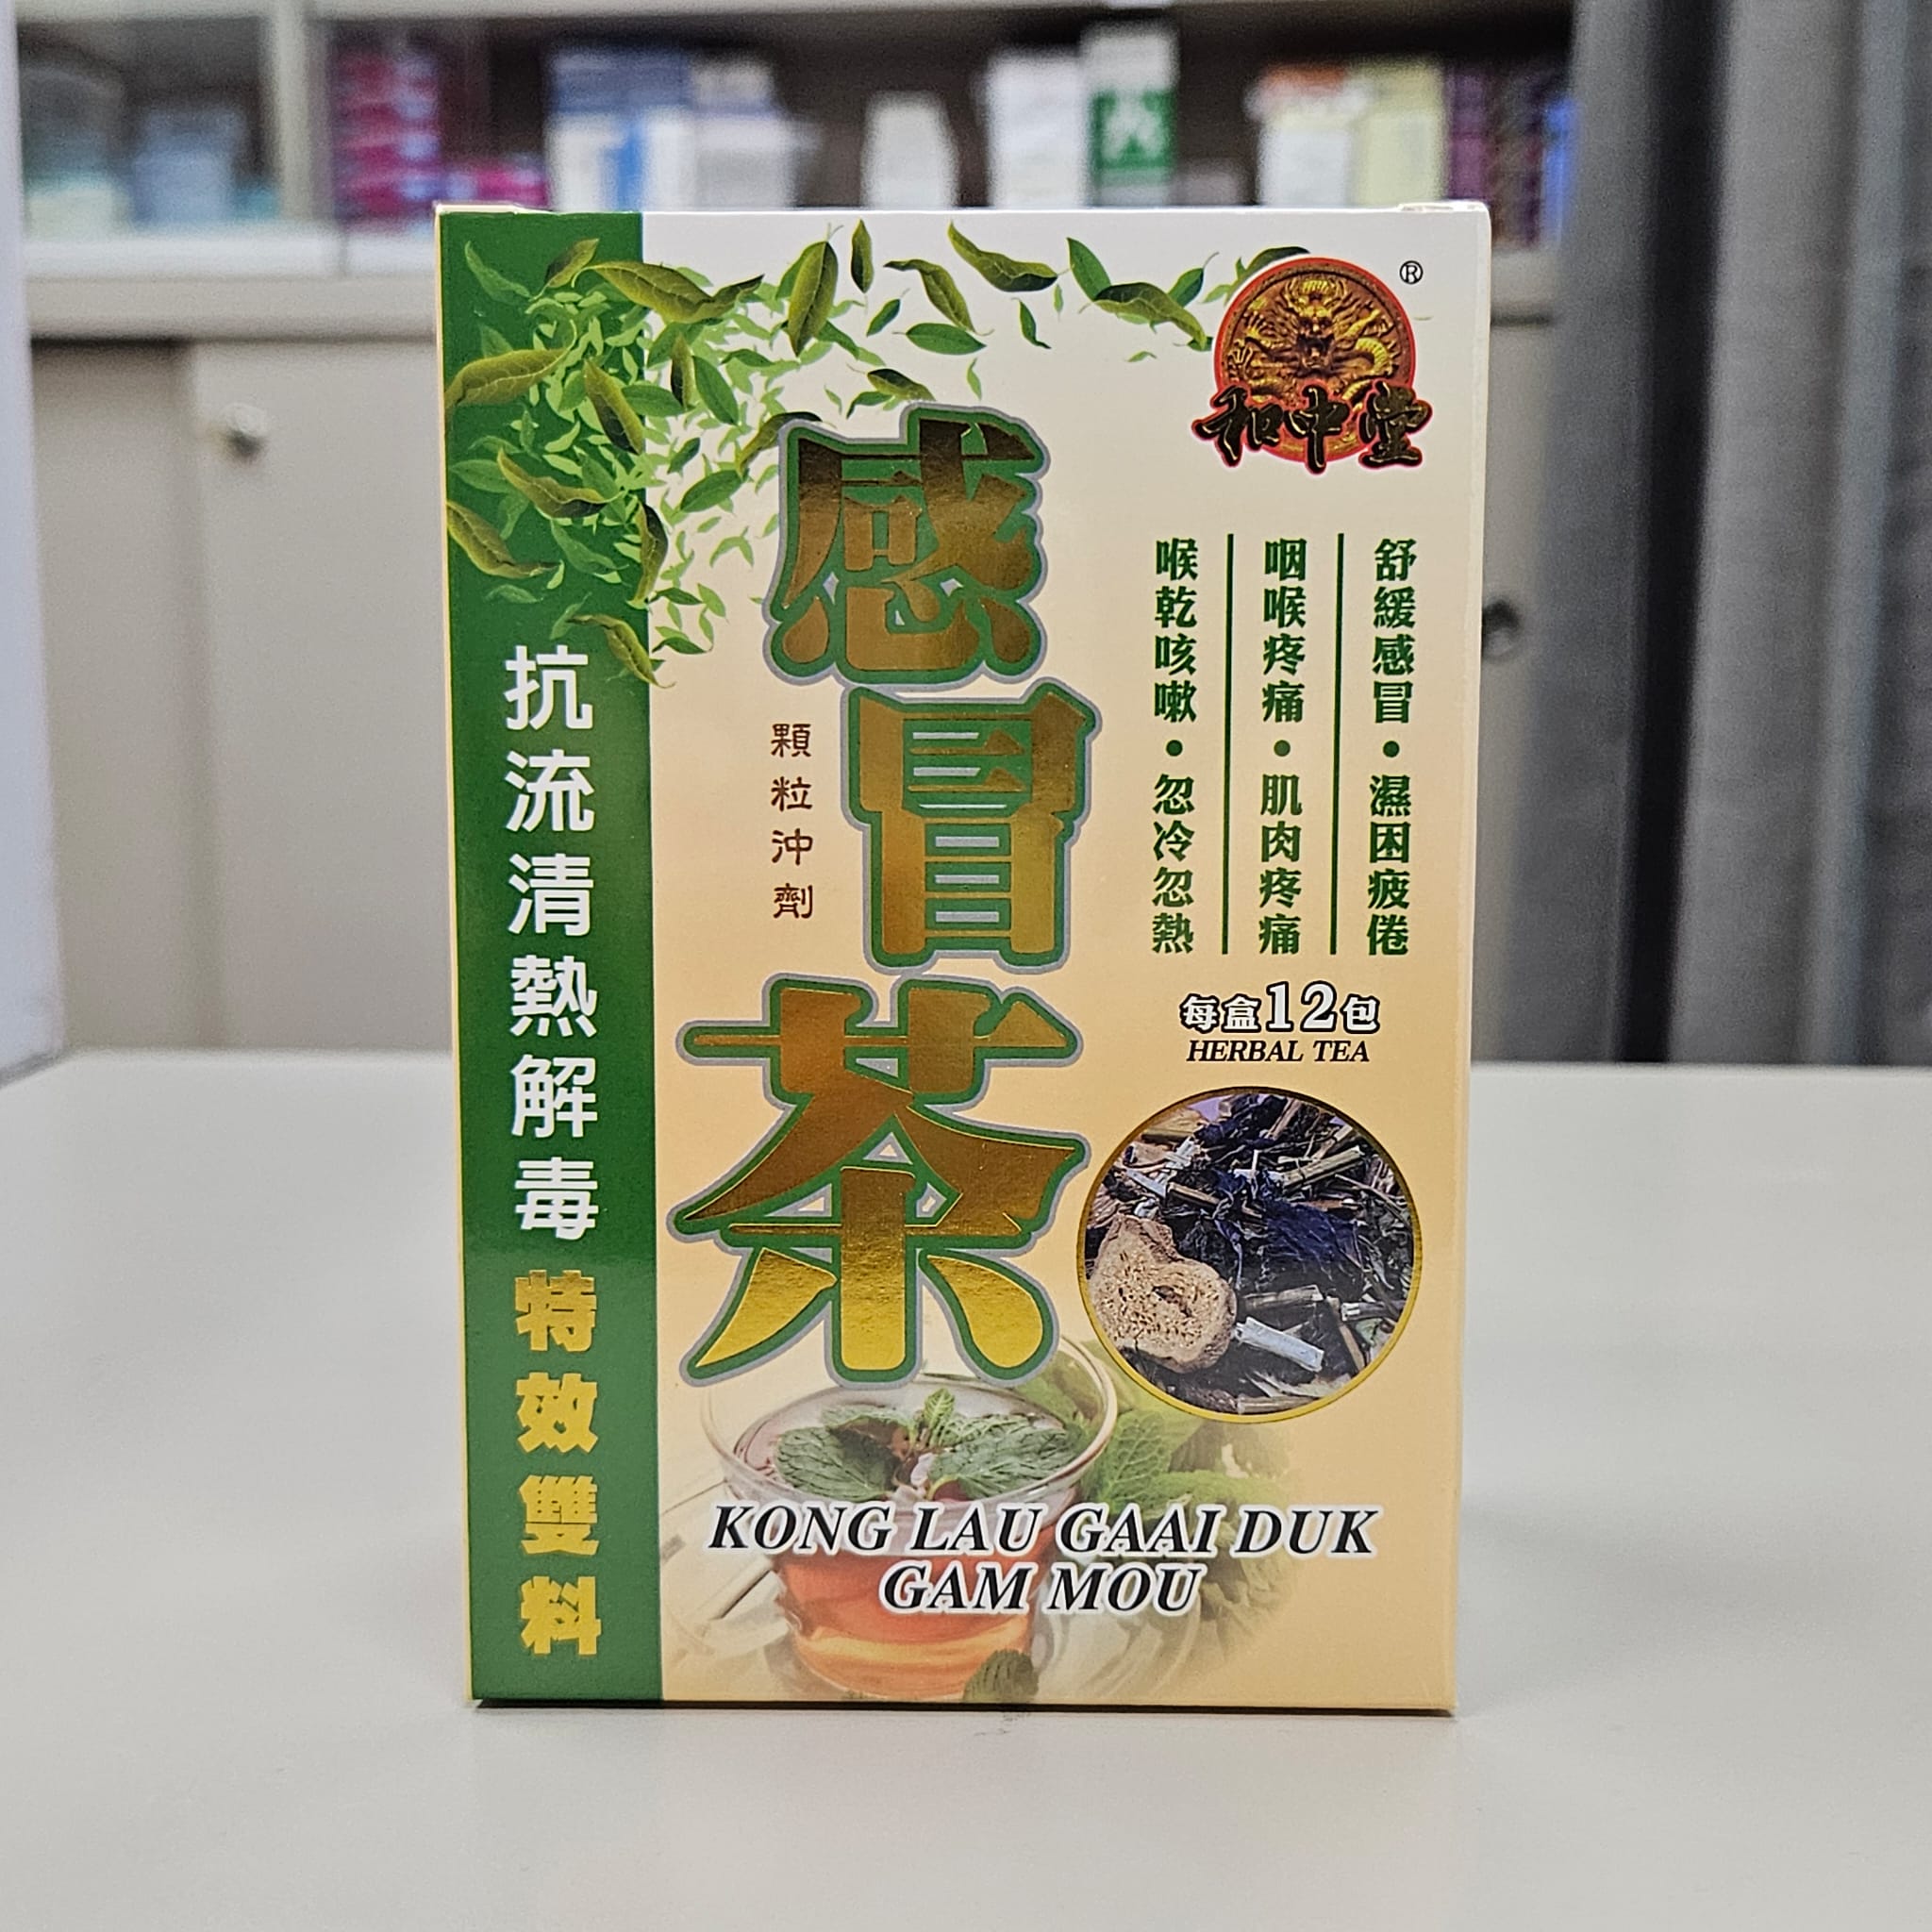 抗流清熱解毒 特效雙料
感冒茶
顆粒沖劑
®
和中堂
舒緩感冒•濕困疲倦
咽喉疼痛•肌肉疼痛
喉乾咳嗽•忽冷忽熱
每盒12包
HERBAL TEA
KONG LAU GAAI DUK
GAM MOU